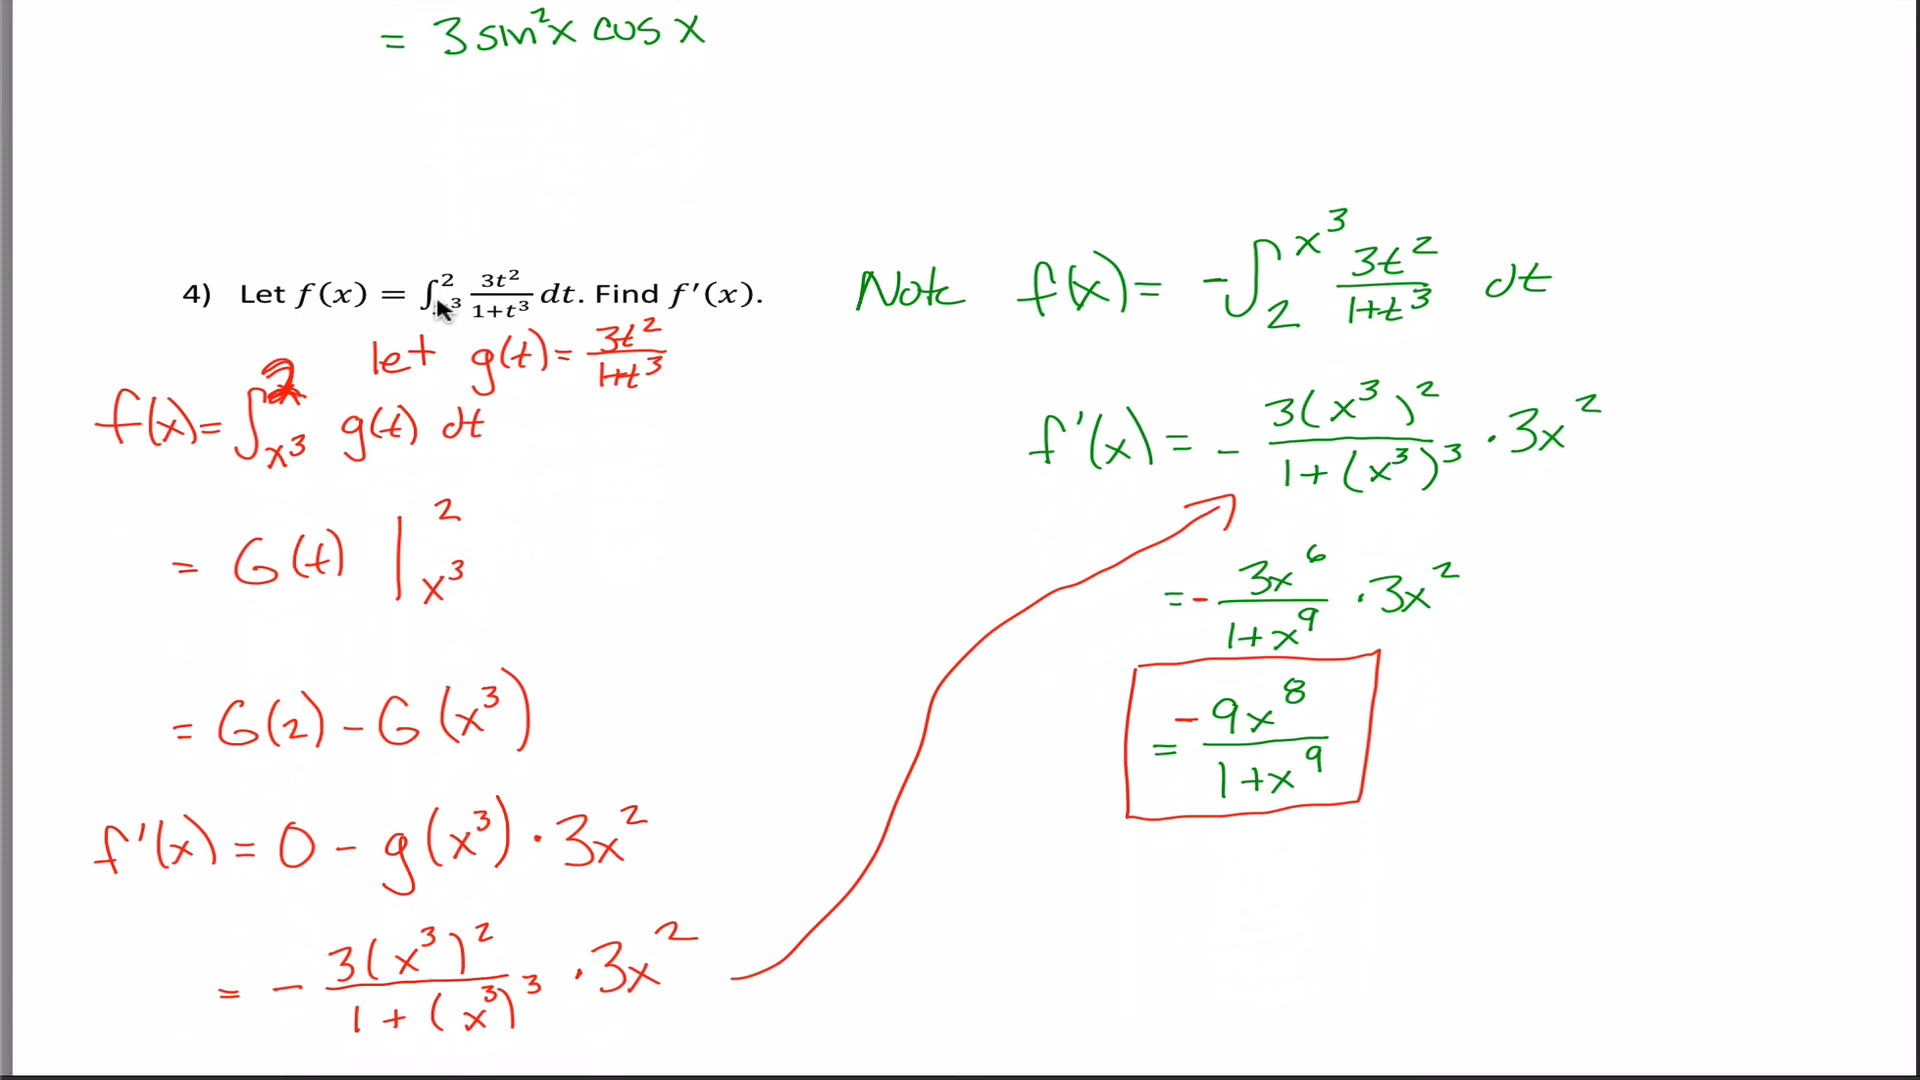 = 3 sin²x cos x
4) Let f(x) = ∫₋₃² 3t²/(1+t³) dt. Find f'(x).
let g(t) = 3t²/(1+t³)
f(x) = ∫_{x³}^{2} g(t) dt
= G(t) |_{x³}^{2}
= G(2) - G(x³)
f'(x) = 0 - g(x³) · 3x²
= - 3(x³)²/(1+(x³)³) · 3x²
Note f(x) = -∫_{2}^{x³} 3t²/(1+t³) dt
f'(x) = - 3(x³)²/(1+(x³)³) · 3x²
= - 3x⁶/(1+x⁹) · 3x²
= -9x⁸/(1+x⁹)